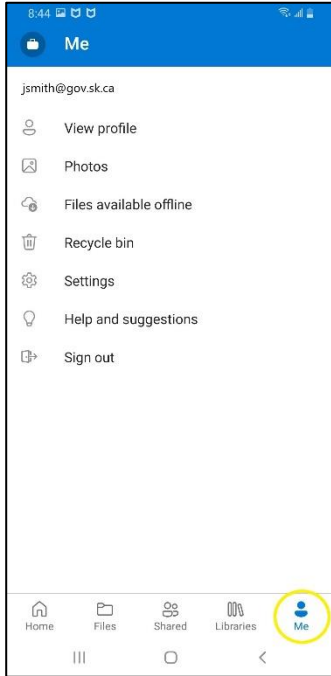 8:44
Me
jsmith@gov.sk.ca
View profile
Photos
Files available offline
Recycle bin
Settings
Help and suggestions
Sign out
Home Files Shared Libraries Me